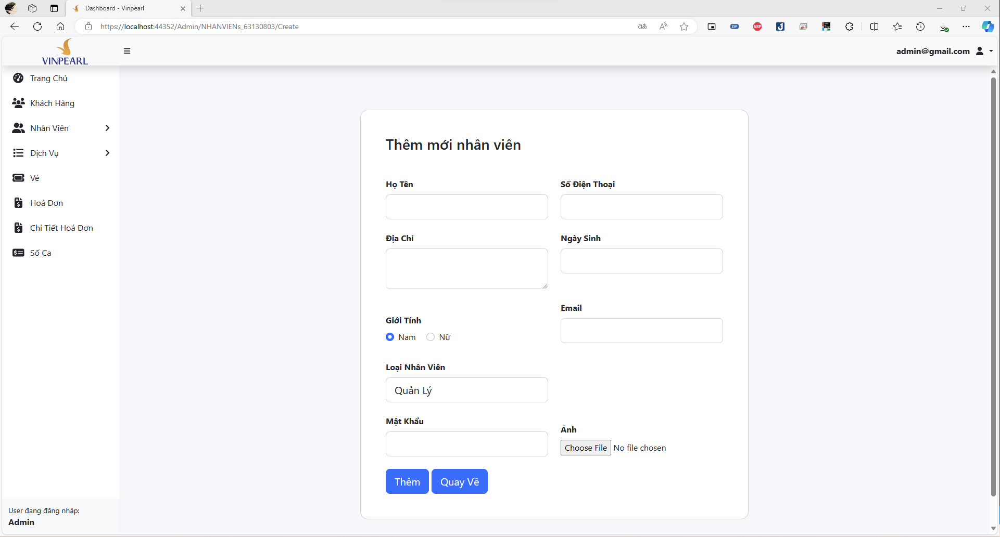 Dashboard - Vinpearl
https://localhost:44352/Admin/NHANVIENs_63130803/Create
VINPEARL
admin@gmail.com
Trang Chủ
Khách Hàng
Nhân Viên
Dịch Vụ
Vé
Hoá Đơn
Chi Tiết Hoá Đơn
Số Ca
User đang đăng nhập:
Admin
Thêm mới nhân viên
Họ Tên
Số Điện Thoại
Địa Chỉ
Ngày Sinh
Giới Tính
Nam
Nữ
Email
Loại Nhân Viên
Quản Lý
Mật Khẩu
Ảnh
Choose File No file chosen
Thêm
Quay Về